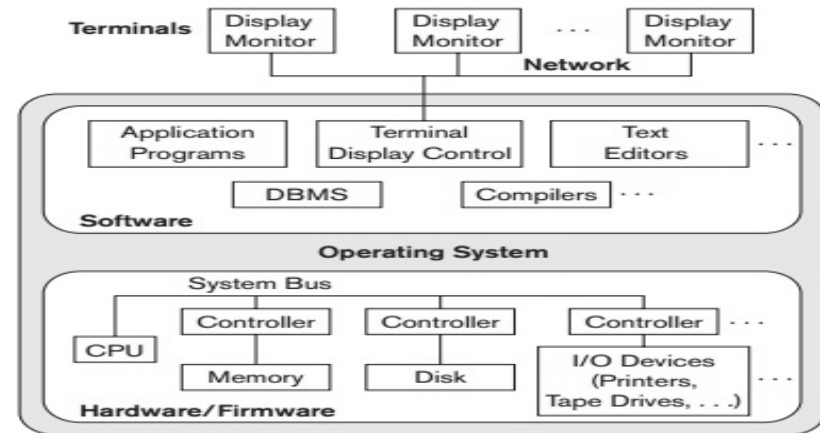 Terminals
Display
Monitor
Display
Monitor
. . .
Display
Monitor
Network
Application
Programs
Terminal
Display Control
Text
Editors
. . .
DBMS
Compilers
. . .
Software
Operating System
System Bus
Controller
Controller
Controller
. . .
CPU
Memory
Disk
I/O Devices
(Printers,
Tape Drives, . . .)
. . .
Hardware/Firmware